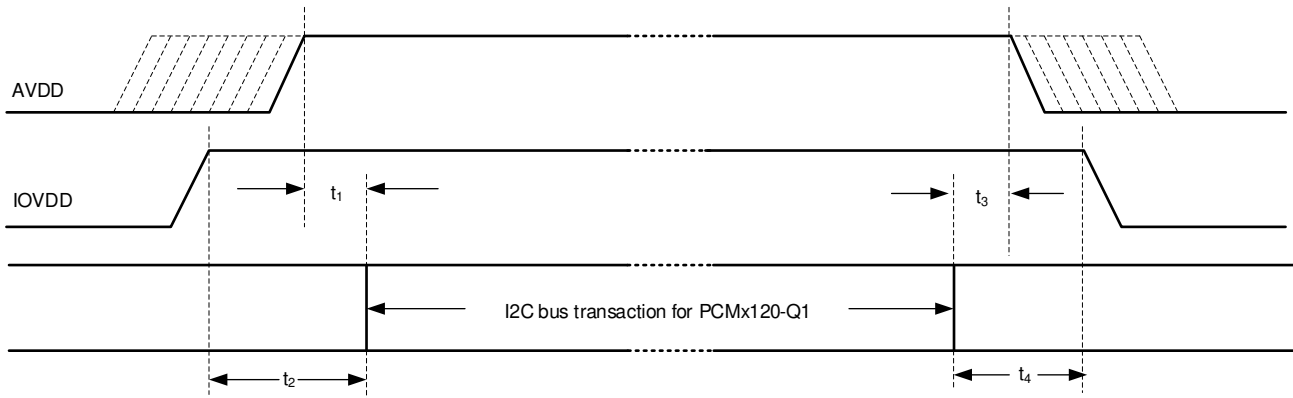 AVDD
IOVDD
t1
t3
I2C bus transaction for PCMx120-Q1
t2
t4